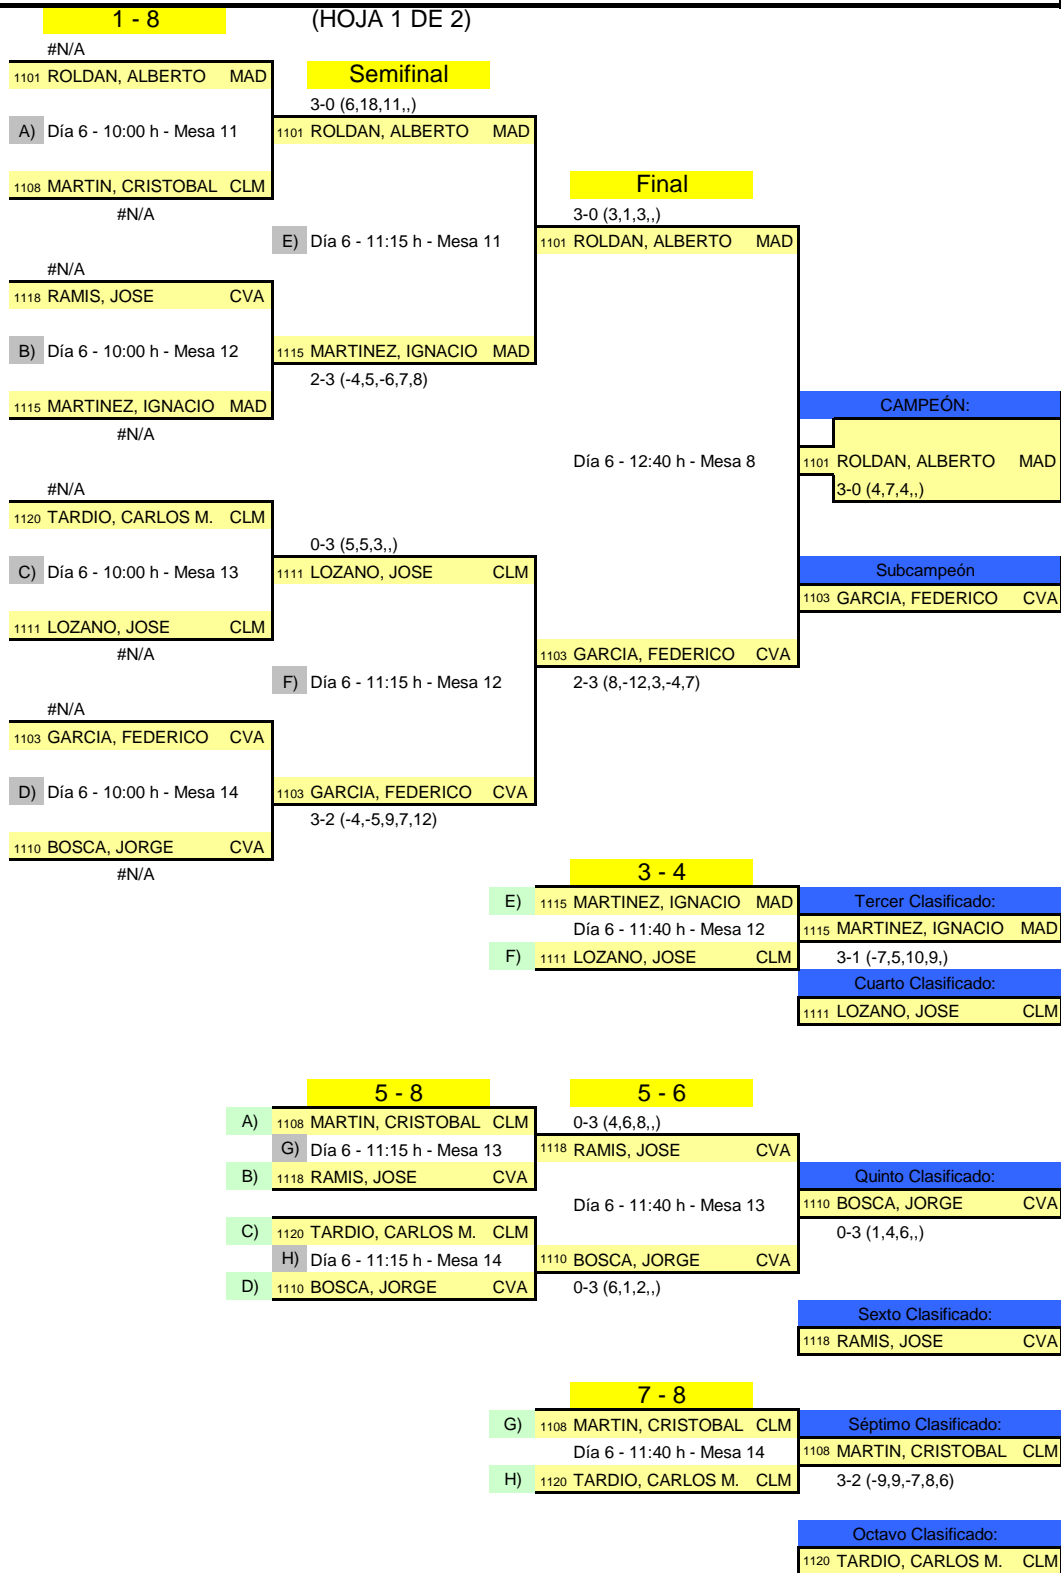 1 - 8 (HOJA 1 DE 2)
#N/A
1101 ROLDAN, ALBERTO MAD Semifinal
3-0 (6,18,11,,)
A) Día 6 - 10:00 h - Mesa 11 1101 ROLDAN, ALBERTO MAD
1108 MARTIN, CRISTOBAL CLM Final
#N/A 3-0 (3,1,3,,)
E) Día 6 - 11:15 h - Mesa 11 1101 ROLDAN, ALBERTO MAD
#N/A
1118 RAMIS, JOSE CVA
B) Día 6 - 10:00 h - Mesa 12 1115 MARTINEZ, IGNACIO MAD
2-3 (-4,5,-6,7,8)
1115 MARTINEZ, IGNACIO MAD CAMPEÓN:
#N/A
Día 6 - 12:40 h - Mesa 8 1101 ROLDAN, ALBERTO MAD
#N/A 3-0 (4,7,4,,)
1120 TARDIO, CARLOS M. CLM
0-3 (5,5,3,,)
C) Día 6 - 10:00 h - Mesa 13 1111 LOZANO, JOSE CLM Subcampeón
1103 GARCIA, FEDERICO CVA
1111 LOZANO, JOSE CLM
#N/A 1103 GARCIA, FEDERICO CVA
F) Día 6 - 11:15 h - Mesa 12 2-3 (8,-12,3,-4,7)
#N/A
1103 GARCIA, FEDERICO CVA
D) Día 6 - 10:00 h - Mesa 14 1103 GARCIA, FEDERICO CVA
3-2 (-4,-5,9,7,12)
1110 BOSCA, JORGE CVA
#N/A 3 - 4
E) 1115 MARTINEZ, IGNACIO MAD Tercer Clasificado:
Día 6 - 11:40 h - Mesa 12 1115 MARTINEZ, IGNACIO MAD
F) 1111 LOZANO, JOSE CLM 3-1 (-7,5,10,9,)
Cuarto Clasificado:
1111 LOZANO, JOSE CLM
5 - 8 5 - 6
A) 1108 MARTIN, CRISTOBAL CLM 0-3 (4,6,8,,)
G) Día 6 - 11:15 h - Mesa 13 1118 RAMIS, JOSE CVA
B) 1118 RAMIS, JOSE CVA Quinto Clasificado:
Día 6 - 11:40 h - Mesa 13 1110 BOSCA, JORGE CVA
C) 1120 TARDIO, CARLOS M. CLM 0-3 (1,4,6,,)
H) Día 6 - 11:15 h - Mesa 14 1110 BOSCA, JORGE CVA
D) 1110 BOSCA, JORGE CVA 0-3 (6,1,2,,)
Sexto Clasificado:
1118 RAMIS, JOSE CVA
7 - 8
G) 1108 MARTIN, CRISTOBAL CLM Séptimo Clasificado:
Día 6 - 11:40 h - Mesa 14 1108 MARTIN, CRISTOBAL CLM
H) 1120 TARDIO, CARLOS M. CLM 3-2 (-9,9,-7,8,6)
Octavo Clasificado:
1120 TARDIO, CARLOS M. CLM